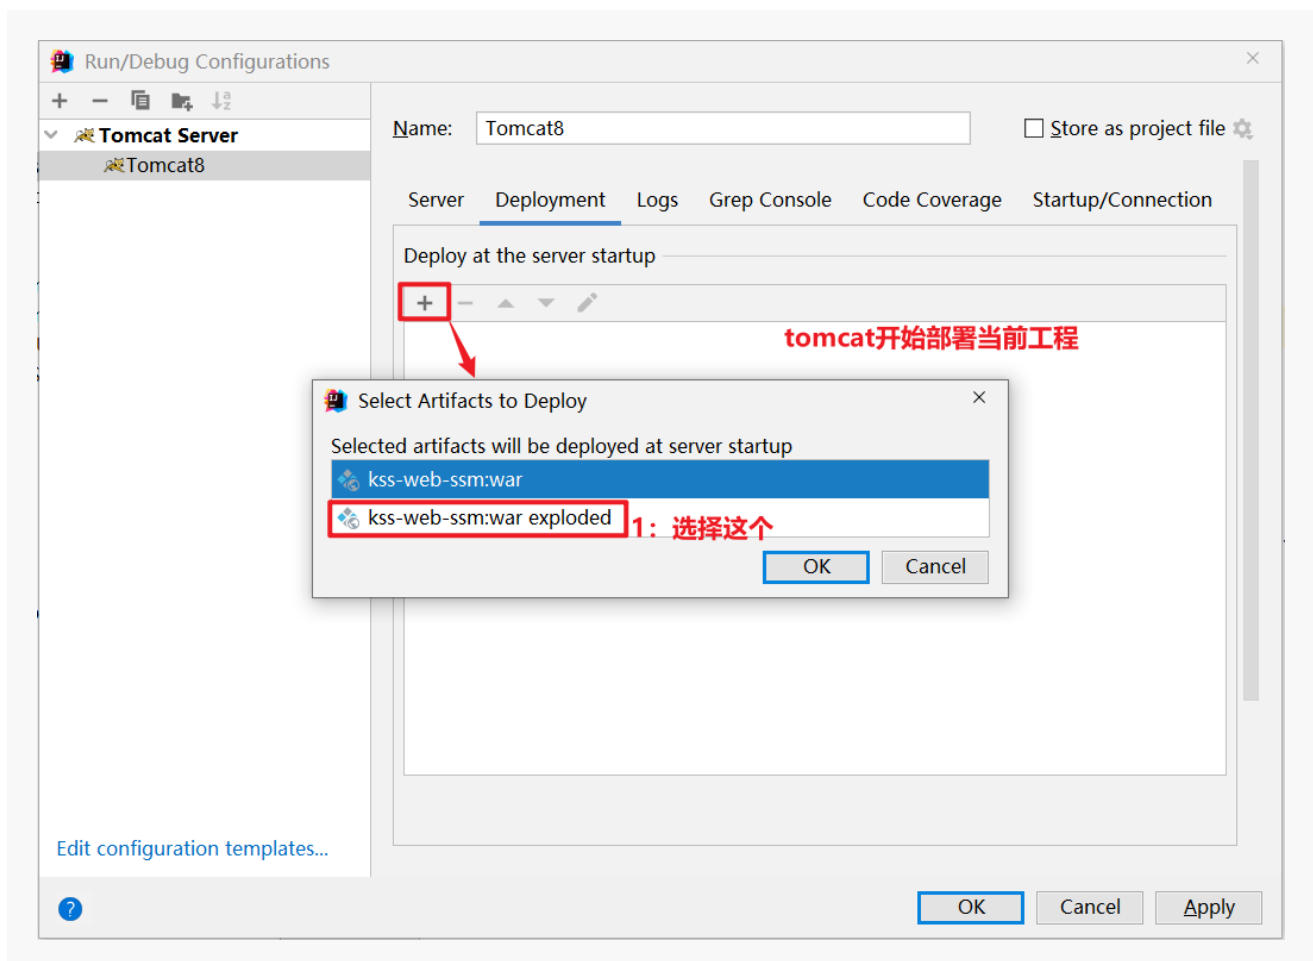 Run/Debug Configurations
Tomcat Server
Tomcat8
Name:
Tomcat8
Store as project file
Server
Deployment
Logs
Grep Console
Code Coverage
Startup/Connection
Deploy at the server startup
tomcat开始部署当前工程
Select Artifacts to Deploy
Selected artifacts will be deployed at server startup
kss-web-ssm:war
kss-web-ssm:war exploded
1：选择这个
OK
Cancel
Edit configuration templates...
?
OK
Cancel
Apply